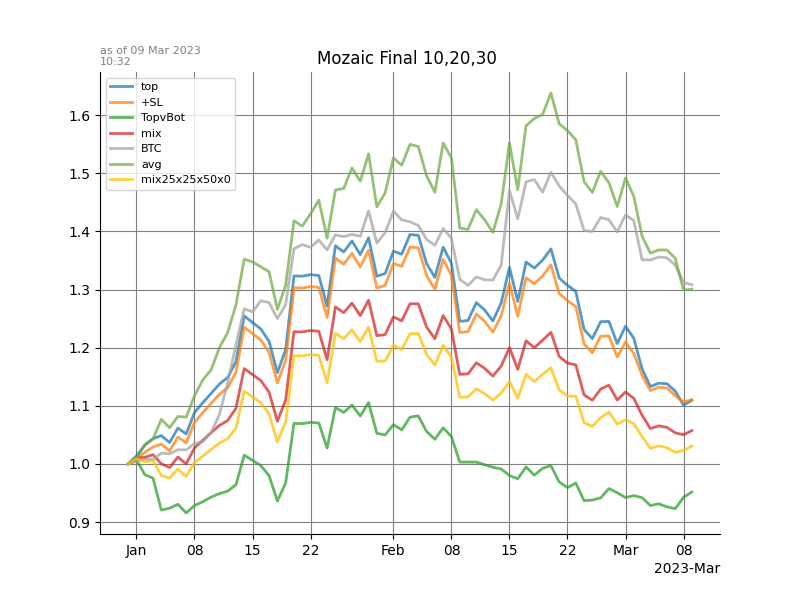 as of 09 Mar 2023
10:32
Mozaic Final 10,20,30
top
+SL
TopvBot
mix
BTC
avg
mix25x25x50x0
1.6
1.5
1.4
1.3
1.2
1.1
1.0
0.9
Jan 08 15 22 Feb 08 15 22 Mar 08
2023-Mar